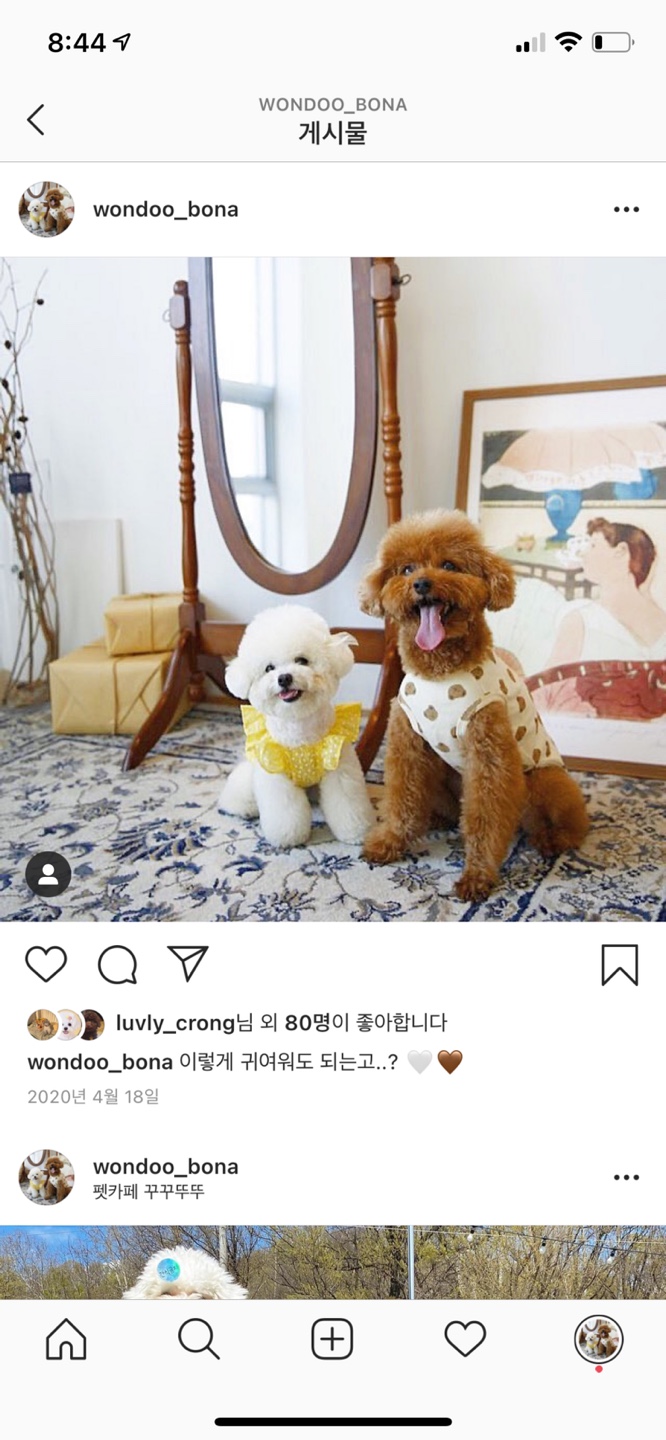 8:44
WONDOO_BONA
게시물
wondoo_bona
luvly_crong님 외 80명이 좋아합니다
wondoo_bona 이렇게 귀여워도 되는고..? 🤍🤎
2020년 4월 18일
wondoo_bona
펫카페 꾸꾸뚜뚜